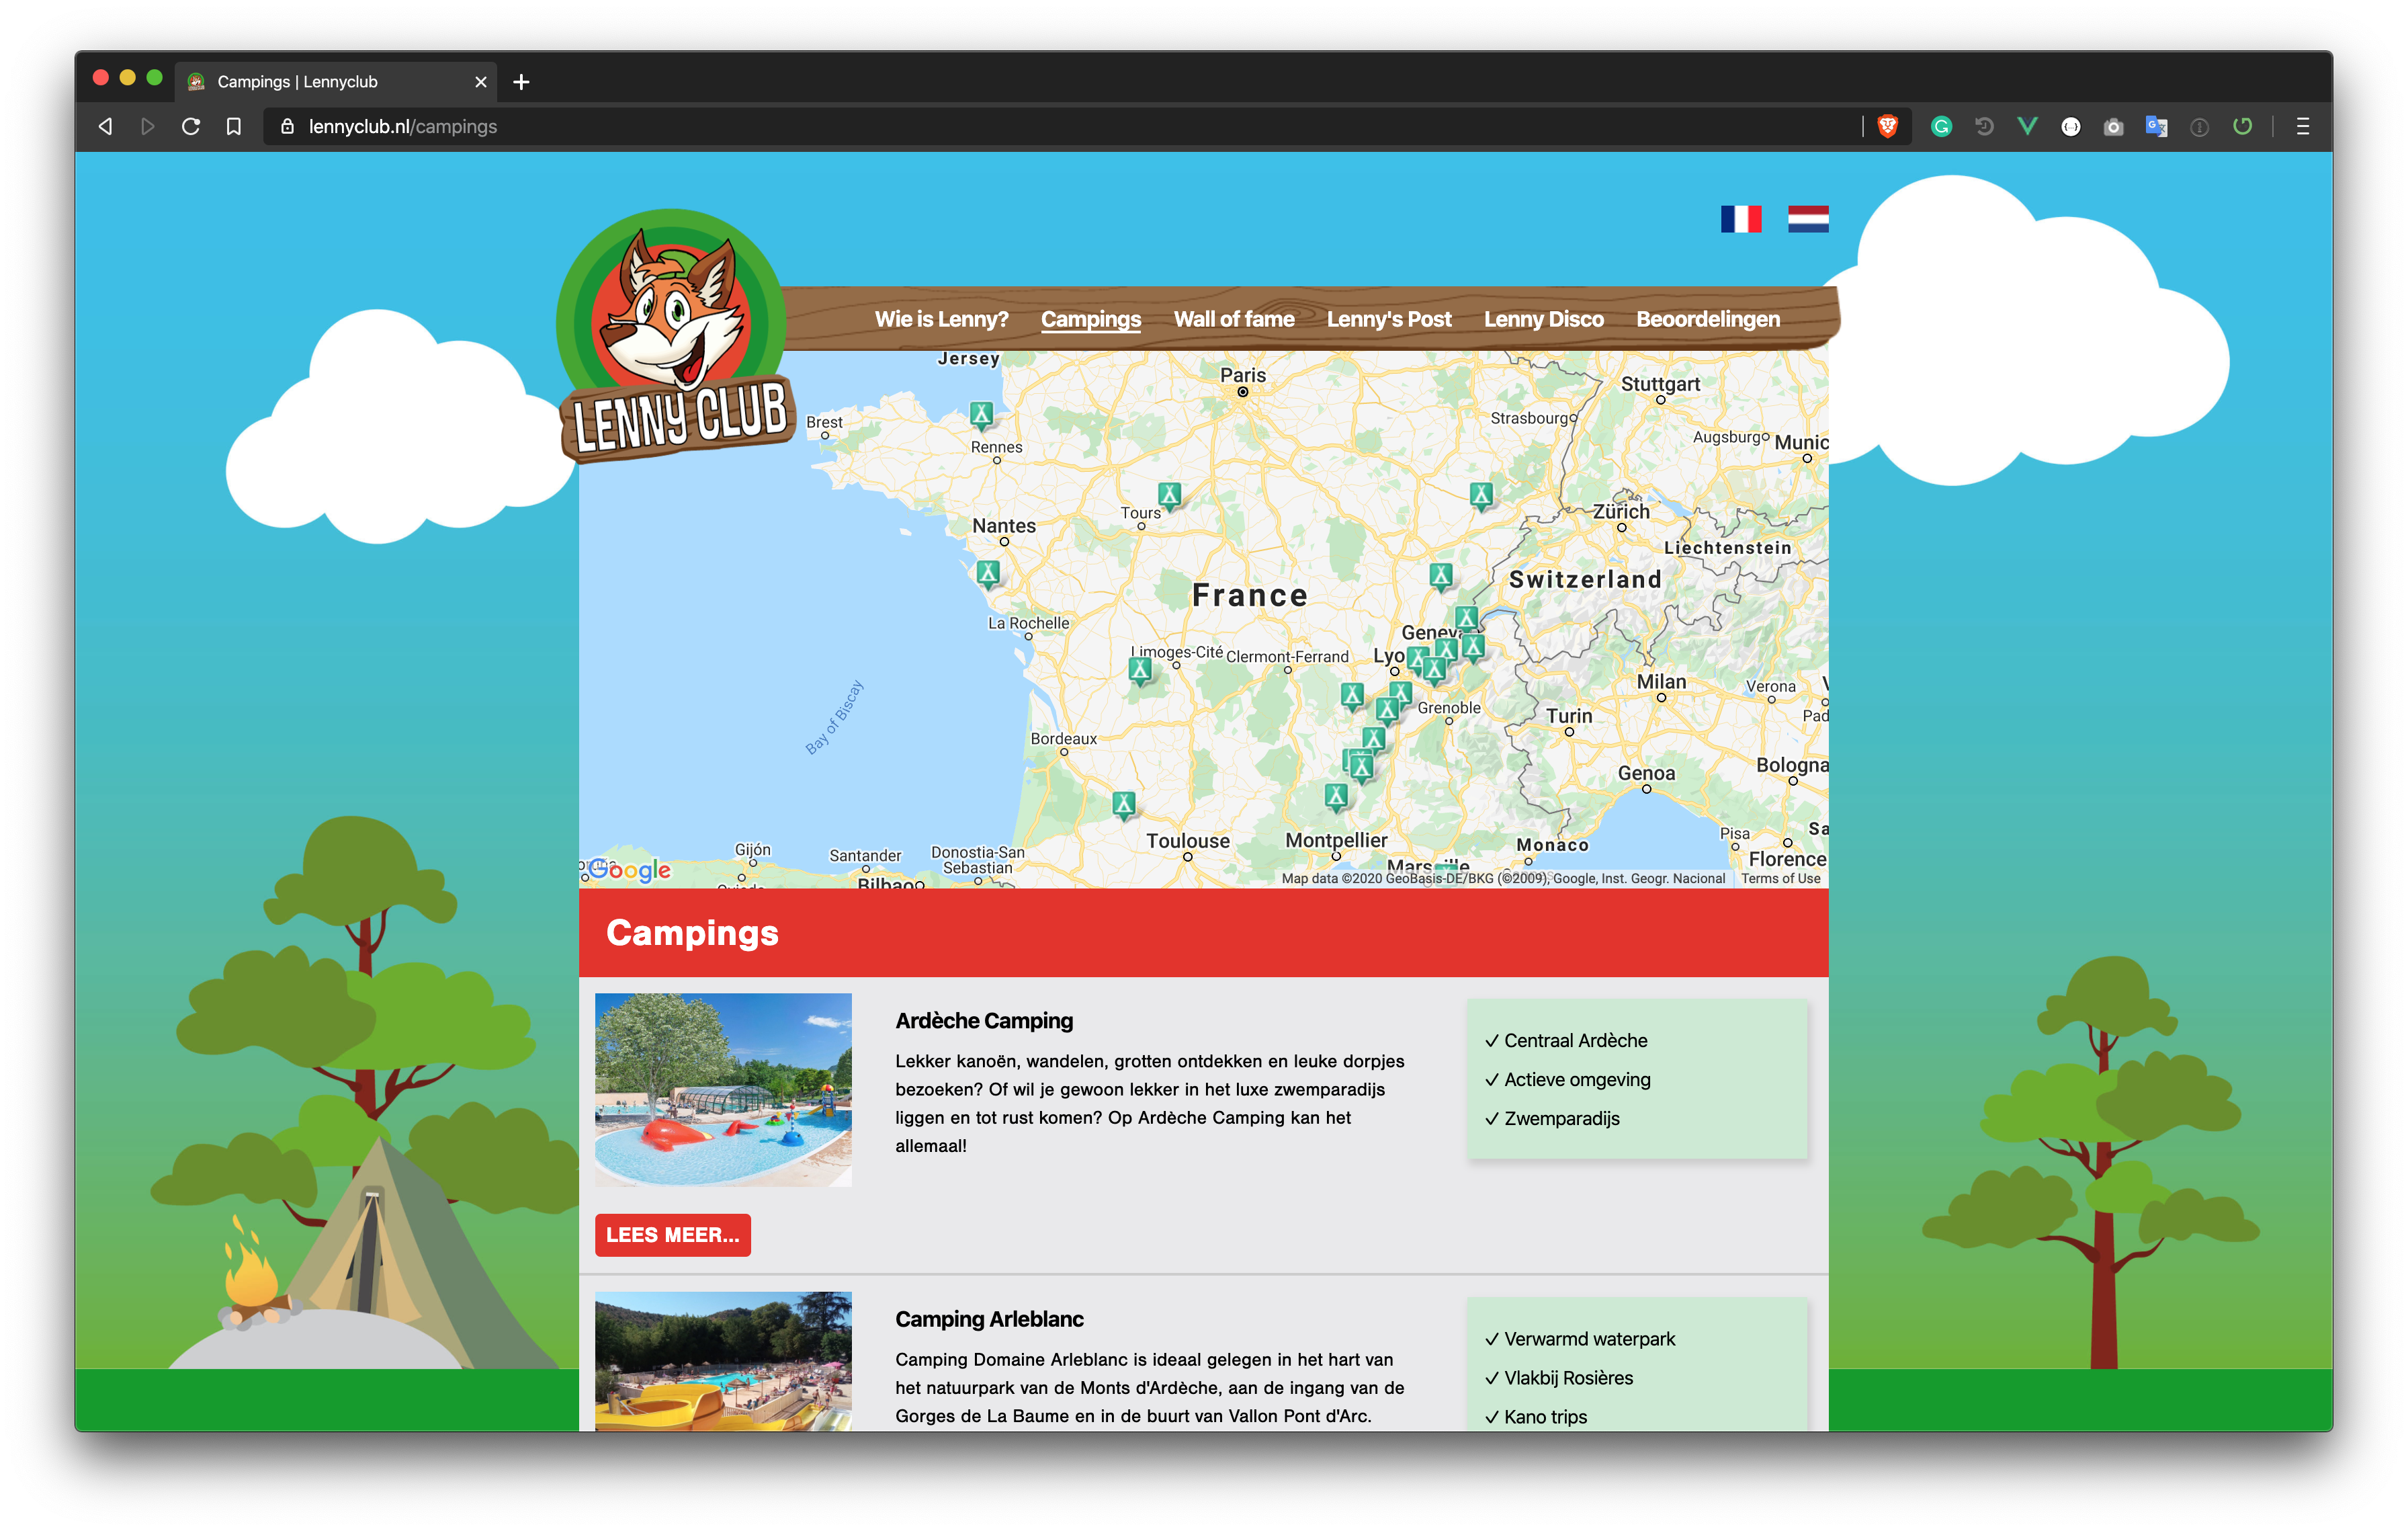 Campings | Lennyclub
lennyclub.nl/campings
LENNY CLUB
Wie is Lenny? Campings Wall of fame Lenny's Post Lenny Disco Beoordelingen
Jersey
Paris
Stuttgart
Brest
Strasbourg
Augsburg
Munic
Rennes
Tours
Nantes
Zürich
Liechtenstein
Switzerland
France
La Rochelle
Geneva
Limoges-Cité
Clermont-Ferrand
Lyo
Milan
Verona
Bay of Biscay
Grenoble
Turin
Pad
Bordeaux
Genoa
Bologna
Toulouse
Montpellier
Monaco
Pisa
Sa
Gijón
Santander
Donostia-San
Sebastian
Florence
Bilbao
Google
Map data ©2020 GeoBasis-DE/BKG (©2009), Google, Inst. Geogr. Nacional Terms of Use
Campings
Ardèche Camping
Lekker kanoën, wandelen, grotten ontdekken en leuke dorpjes
bezoeken? Of wil je gewoon lekker in het luxe zwemparadijs
liggen en tot rust komen? Op Ardèche Camping kan het
allemaal!
✓ Centraal Ardèche
✓ Actieve omgeving
✓ Zwemparadijs
LEES MEER...
Camping Arleblanc
Camping Domaine Arleblanc is ideaal gelegen in het hart van
het natuurpark van de Monts d'Ardèche, aan de ingang van de
Gorges de La Baume en in de buurt van Vallon Pont d'Arc.
✓ Verwarmd waterpark
✓ Vlakbij Rosières
✓ Kano trips